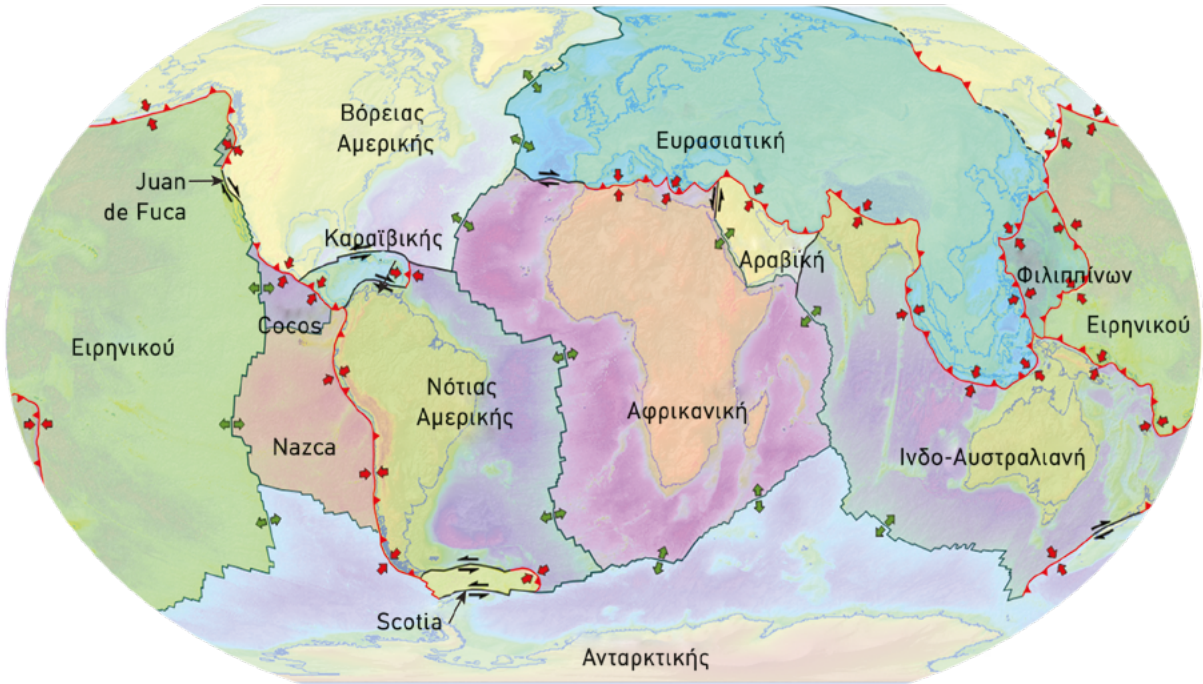 Βόρειας
Αμερικής
Ευρασιατική
Juan
de Fuca
Καραϊβικής
Αραβική
Φιλιππίνων
Cocos
Ειρηνικού
Ειρηνικού
Νότιας
Αμερικής
Αφρικανική
Nazca
Ινδο-Αυστραλιανή
Scotia
Ανταρκτικής